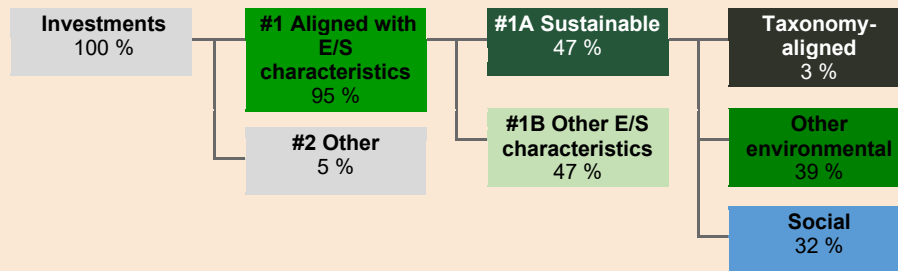 Investments
100 %
#1 Aligned with
E/S
characteristics
95 %
#2 Other
5 %
#1A Sustainable
47 %
#1B Other E/S
characteristics
47 %
Taxonomy-
aligned
3 %
Other
environmental
39 %
Social
32 %